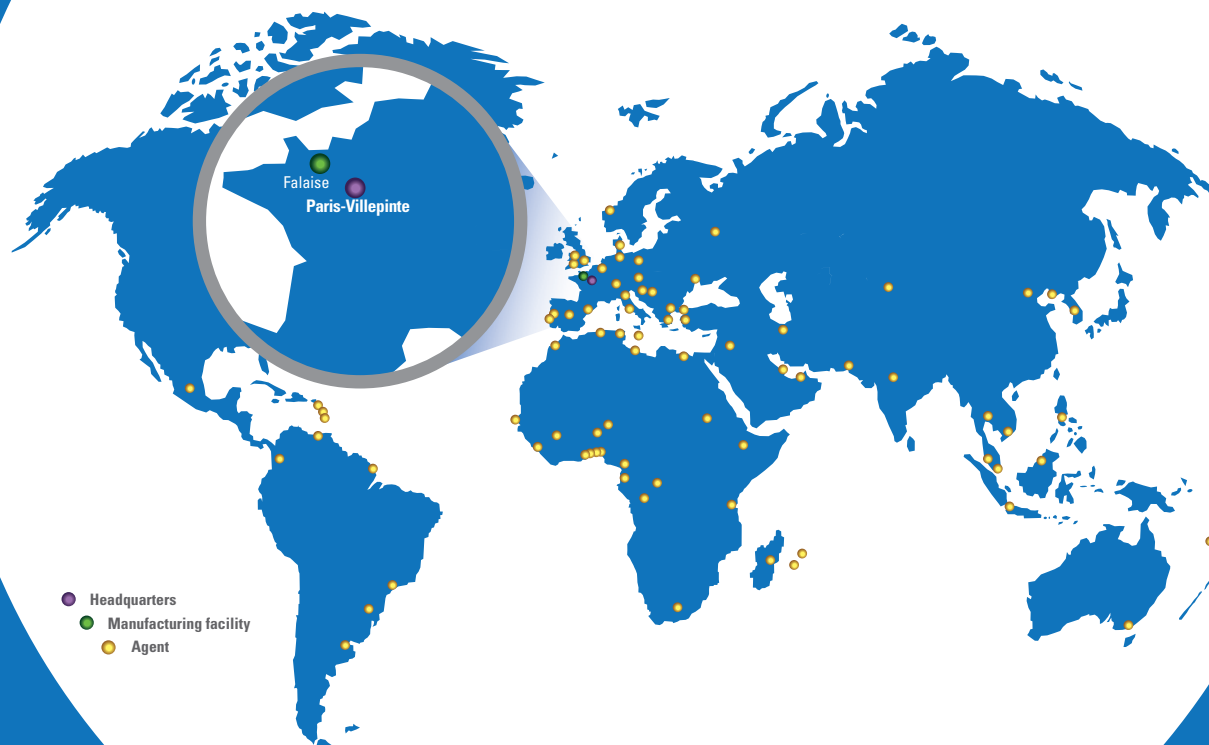 Falaise
Paris-Villepinte
Headquarters
Manufacturing facility
Agent